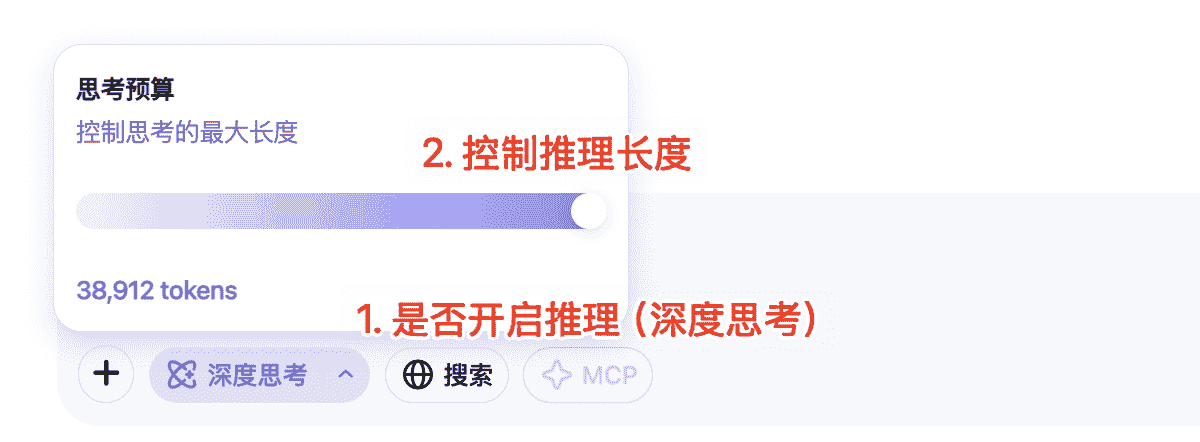 思考预算
控制思考的最大长度
2. 控制推理长度
38,912 tokens
1. 是否开启推理（深度思考）
深度思考
搜索
MCP